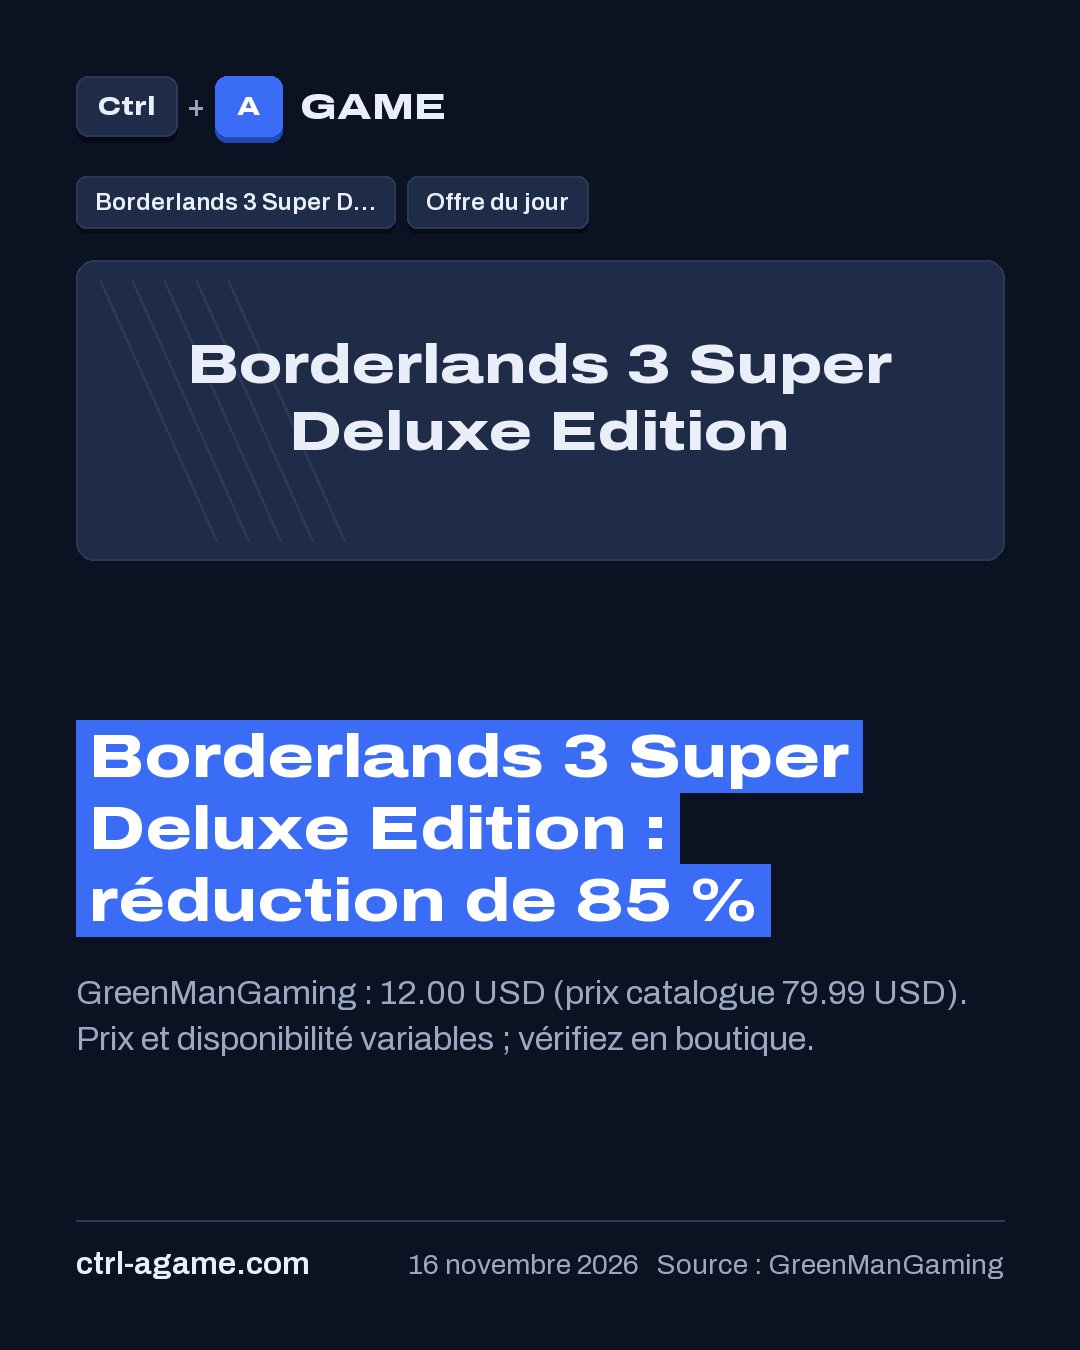 Ctrl + A GAME
Borderlands 3 Super D... Offre du jour
Borderlands 3 Super
Deluxe Edition
Borderlands 3 Super
Deluxe Edition :
réduction de 85 %
GreenManGaming : 12.00 USD (prix catalogue 79.99 USD).
Prix et disponibilité variables ; vérifiez en boutique.
ctrl-agame.com 16 novembre 2026 Source : GreenManGaming